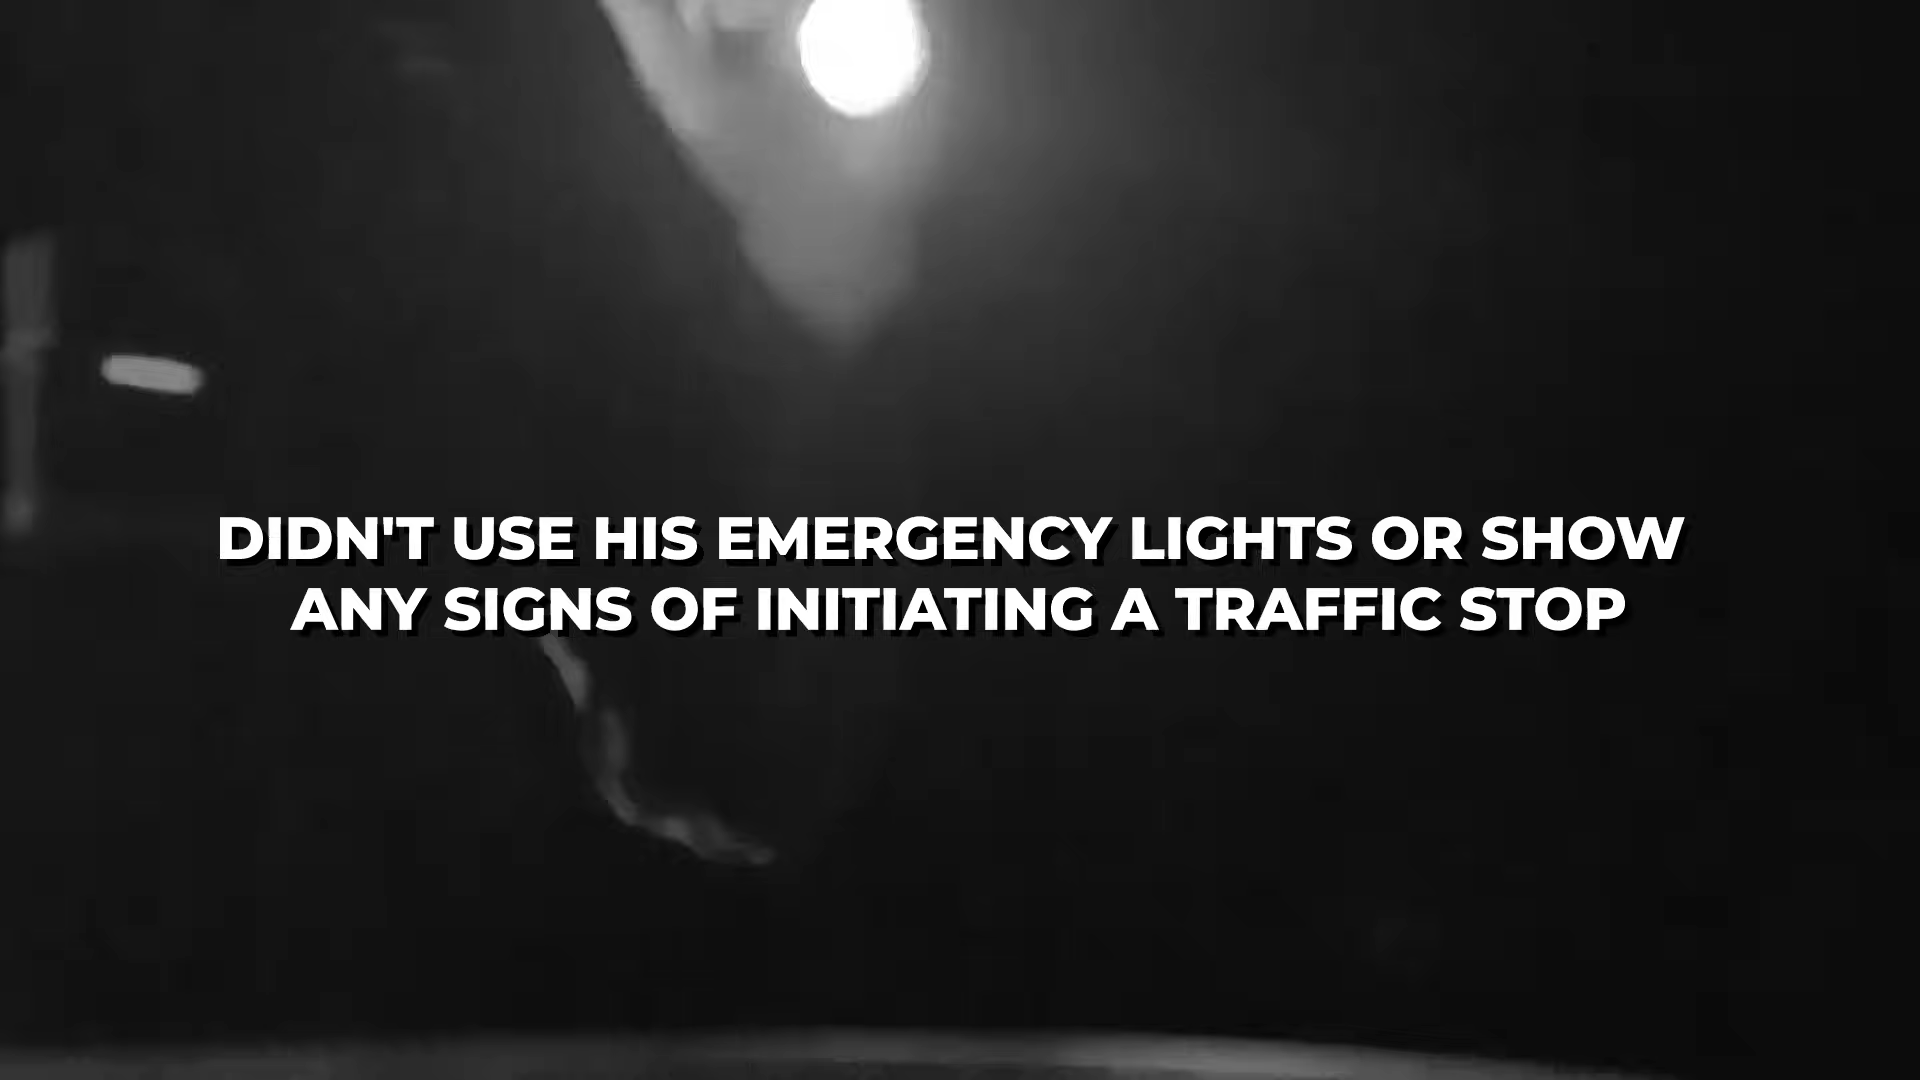 DIDN'T USE HIS EMERGENCY LIGHTS OR SHOW
ANY SIGNS OF INITIATING A TRAFFIC STOP